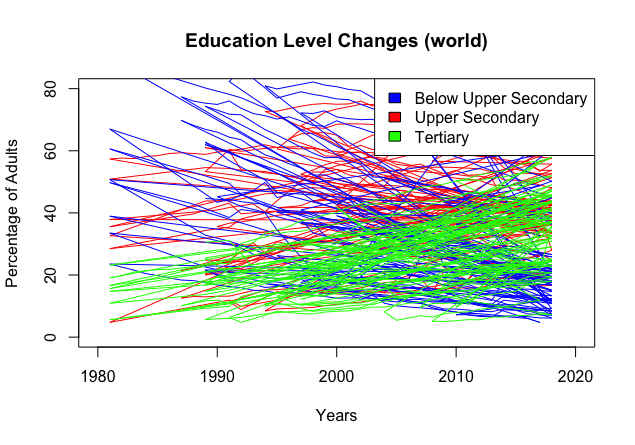 Education Level Changes (world)
Percentage of Adults
80
60
40
20
0
Below Upper Secondary
Upper Secondary
Tertiary
1980 1990 2000 2010 2020
Years